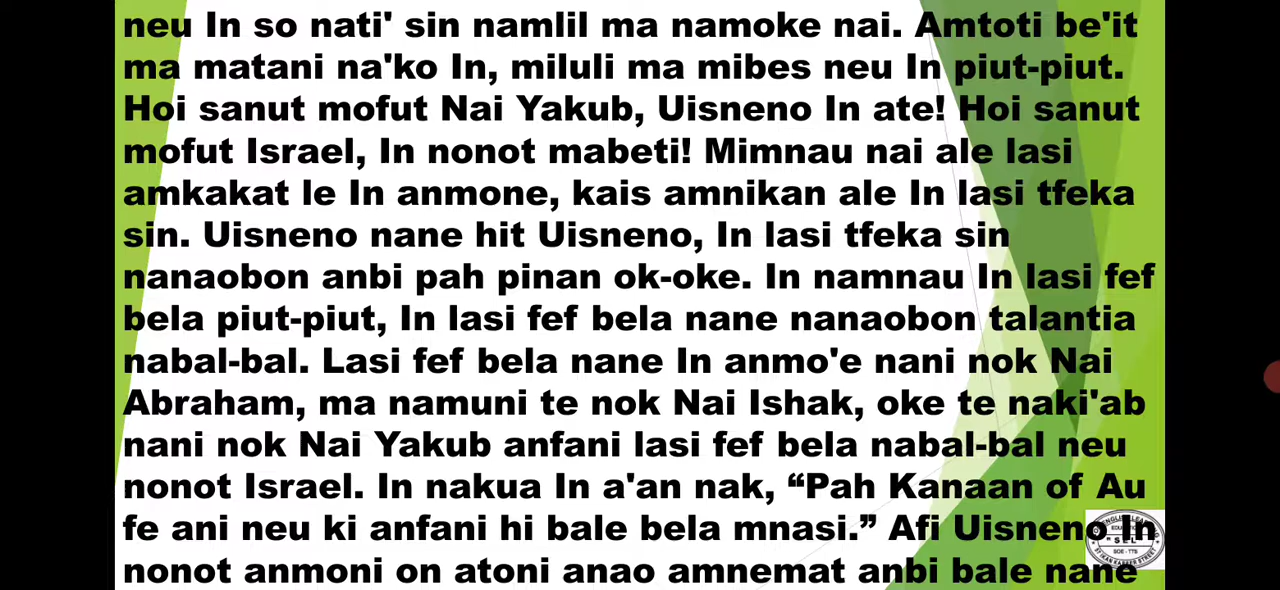 neu In so nati' sin namlil ma namoke nai. Amtoti be'it
ma matani na'ko In, miluli ma mibes neu In piut-piut.
Hoi sanut mofut Nai Yakub, Uisneno In ate! Hoi sanut
mofut Israel, In nonot mabeti! Mimnau nai ale lasi
amkakat le In anmone, kais amnikan ale In lasi tfeka
sin. Uisneno nane hit Uisneno, In lasi tfeka sin
nanaobon anbi pah pinan ok-oke. In namnau In lasi fef
bela piut-piut, In lasi fef bela nane nanaobon talantia
nabal-bal. Lasi fef bela nane In anmo'e nani nok Nai
Abraham, ma namuni te nok Nai Ishak, oke te naki'ab
nani nok Nai Yakub anfani lasi fef bela nabal-bal neu
nonot Israel. In nakua In a'an nak, “Pah Kanaan of Au
fe ani neu ki anfani hi bale bela mnasi.” Afi Uisneno In
nonot anmoni on atoni anao amnemat anbi bale nane
"SEL"
SOE - TTS